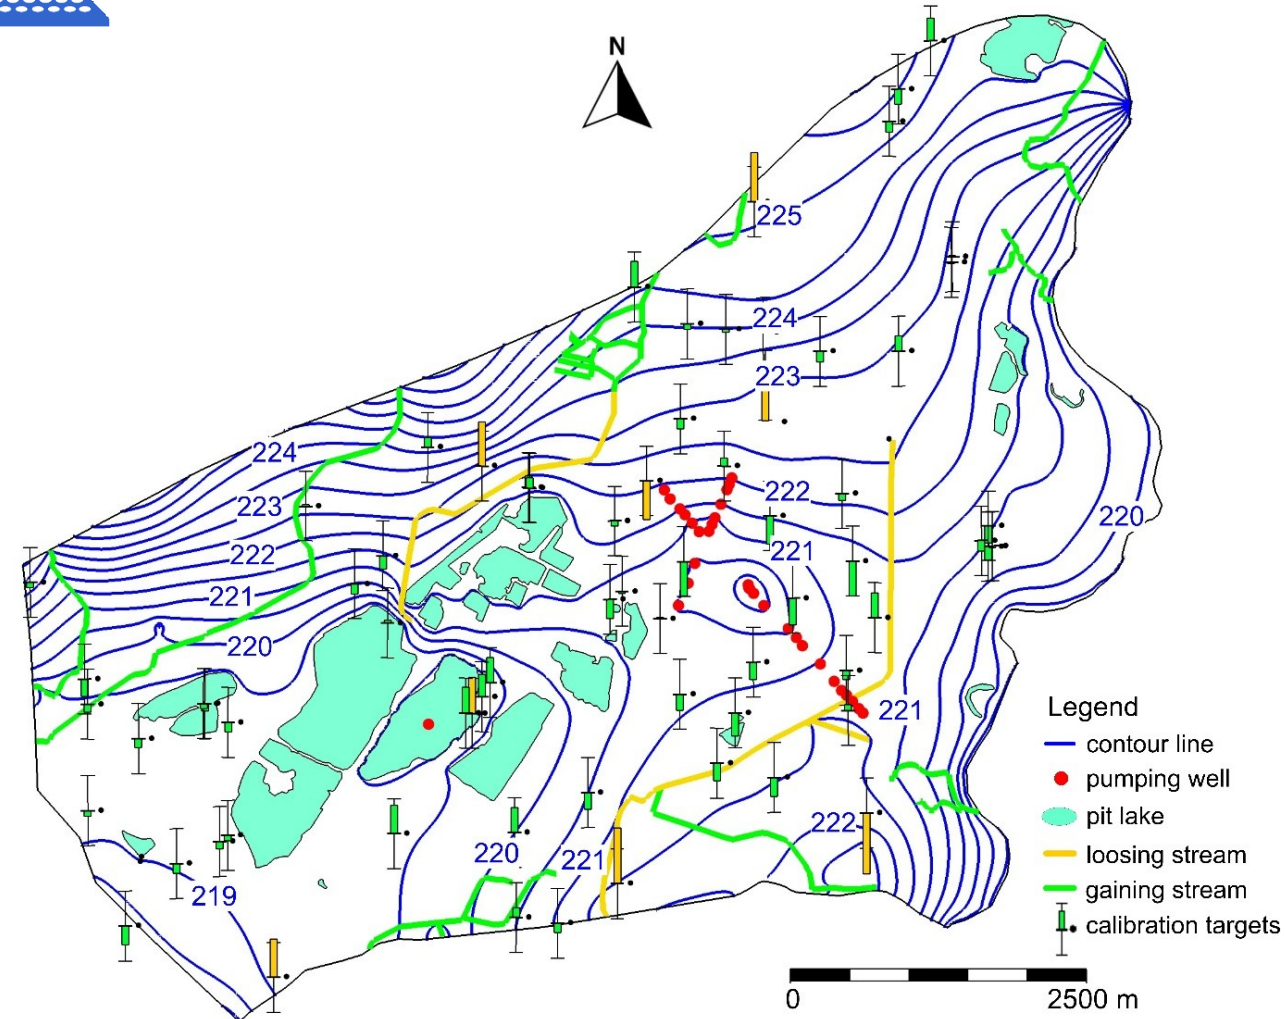 N
225
224
223
224
222
223
220
221
222
221
220
221
Legend
contour line
pumping well
pit lake
222
loosing stream
220
221
gaining stream
219
calibration targets
0
2500 m